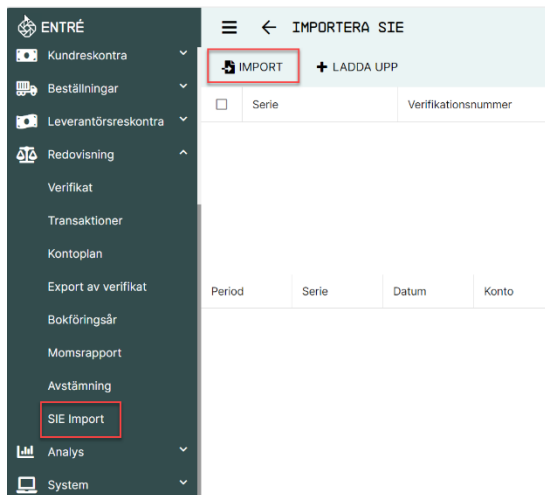 ENTRÉ
Kundreskontra
Beställningar
Leverantörsreskontra
Redovisning
Verifikat
Transaktioner
Kontoplan
Export av verifikat
Bokföringsår
Momsrapport
Avstämning
SIE Import
Analys
System
IMPORTERA SIE
IMPORT LADDA UPP
Serie Verifikationsnummer
Period Serie Datum Konto